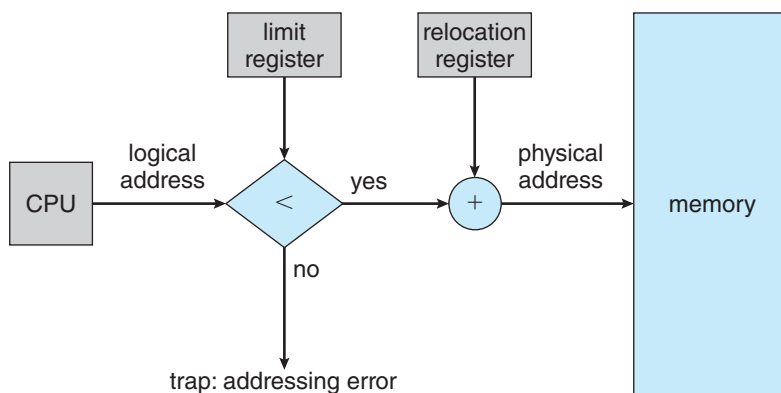 limit
register
relocation
register
logical
address
physical
address
CPU
<
yes
+
memory
no
trap: addressing error